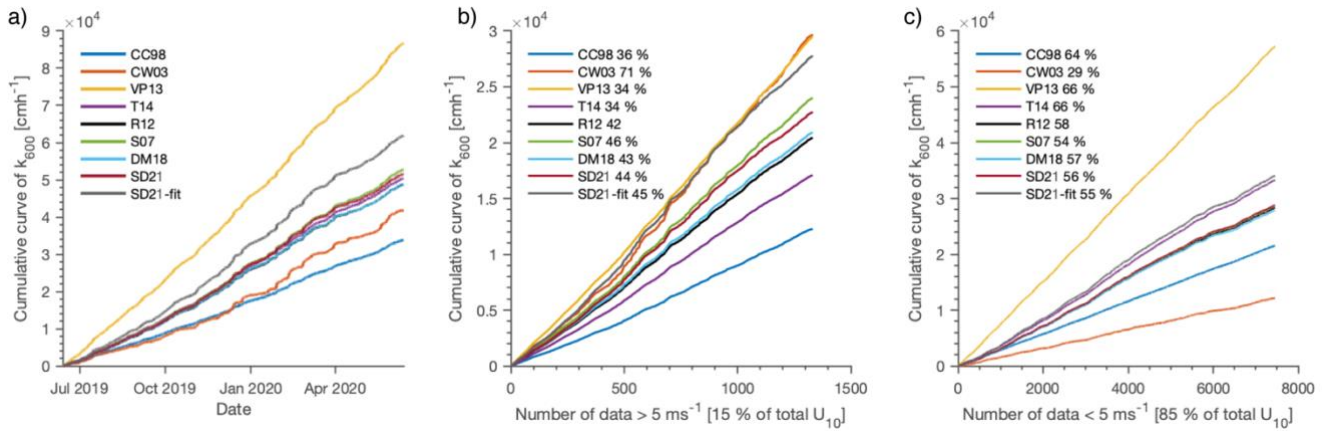 a)
×10⁴
9
8
7
6
5
4
3
2
1
0
Cumulative curve of k₆₀₀ [cmh⁻¹]
CC98
CW03
VP13
T14
R12
S07
DM18
SD21
SD21-fit
Jul 2019 Oct 2019 Jan 2020 Apr 2020
Date
b)
×10⁴
3
2.5
2
1.5
1
0.5
0
Cumulative curve of k₆₀₀ [cmh⁻¹]
CC98 36 %
CW03 71 %
VP13 34 %
T14 34 %
R12 42
S07 46 %
DM18 43 %
SD21 44 %
SD21-fit 45 %
0 500 1000 1500
Number of data > 5 ms⁻¹ [15 % of total U₁₀]
c)
×10⁴
6
5
4
3
2
1
0
Cumulative curve of k₆₀₀ [cmh⁻¹]
CC98 64 %
CW03 29 %
VP13 66 %
T14 66 %
R12 58
S07 54 %
DM18 57 %
SD21 56 %
SD21-fit 55 %
0 2000 4000 6000 8000
Number of data < 5 ms⁻¹ [85 % of total U₁₀]